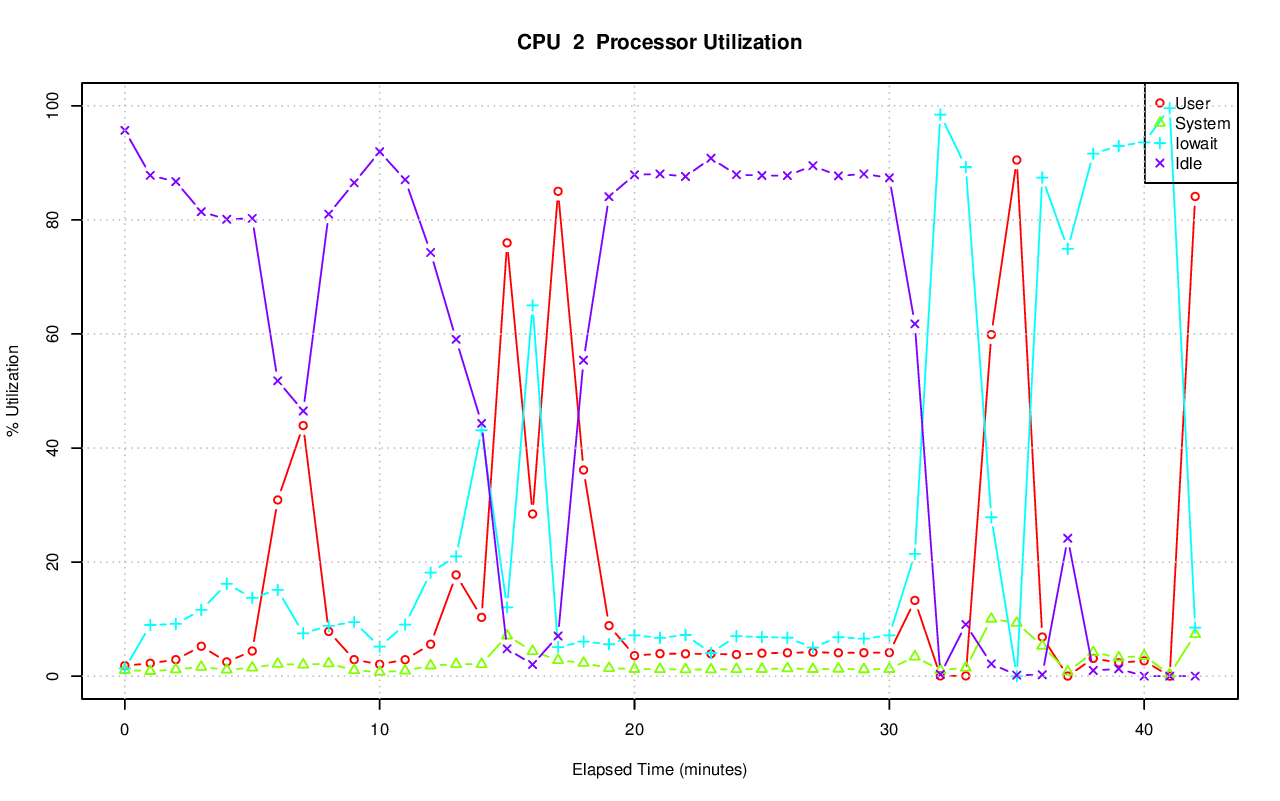 CPU  2  Processor Utilization
User
System
Iowait
Idle
100
80
60
40
20
0
% Utilization
0 10 20 30 40
Elapsed Time (minutes)